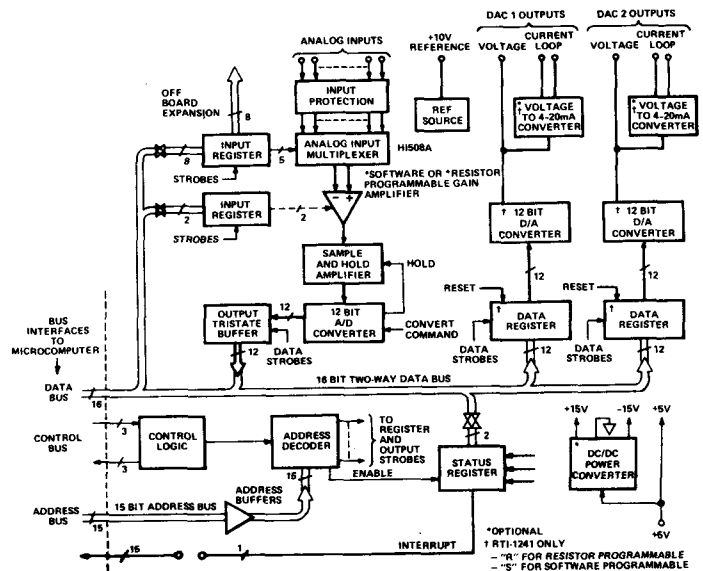 DAC 1 OUTPUTS
DAC 2 OUTPUTS
ANALOG INPUTS
+10V
REFERENCE
VOLTAGE
CURRENT
LOOP
VOLTAGE
CURRENT
LOOP
OFF
BOARD
EXPANSION
8
INPUT
PROTECTION
REF
SOURCE
‡ VOLTAGE
TO 4-20mA
CONVERTER
‡ VOLTAGE
TO 4-20mA
CONVERTER
8
INPUT
REGISTER
5
ANALOG INPUT
MULTIPLEXER
HI508A
STROBES
*SOFTWARE OR *RESISTOR
PROGRAMMABLE GAIN
AMPLIFIER
2
INPUT
REGISTER
2
− +
STROBES
† 12 BIT
D/A
CONVERTER
† 12 BIT
D/A
CONVERTER
SAMPLE
AND HOLD
AMPLIFIER
HOLD
12
12
RESET
RESET
BUS
INTERFACES
TO
MICROCOMPUTER
OUTPUT
TRISTATE
BUFFER
12
12 BIT
A/D
CONVERTER
CONVERT
COMMAND
† DATA
REGISTER
† DATA
REGISTER
12
DATA
STROBES
DATA
STROBES
12
DATA
STROBES
12
DATA
BUS
16
16 BIT TWO-WAY DATA BUS
CONTROL
BUS
3
3
CONTROL
LOGIC
ADDRESS
DECODER
TO
REGISTER
AND
OUTPUT
STROBES
2
+15V
-15V
+5V
ENABLE
STATUS
REGISTER
* DC/DC
POWER
CONVERTER
15
ADDRESS
BUS
15
15 BIT ADDRESS BUS
ADDRESS
BUFFERS
+5V
15
1
INTERRUPT
*OPTIONAL
† RTI-1241 ONLY
– "R" FOR RESISTOR PROGRAMMABLE
– "S" FOR SOFTWARE PROGRAMMABLE